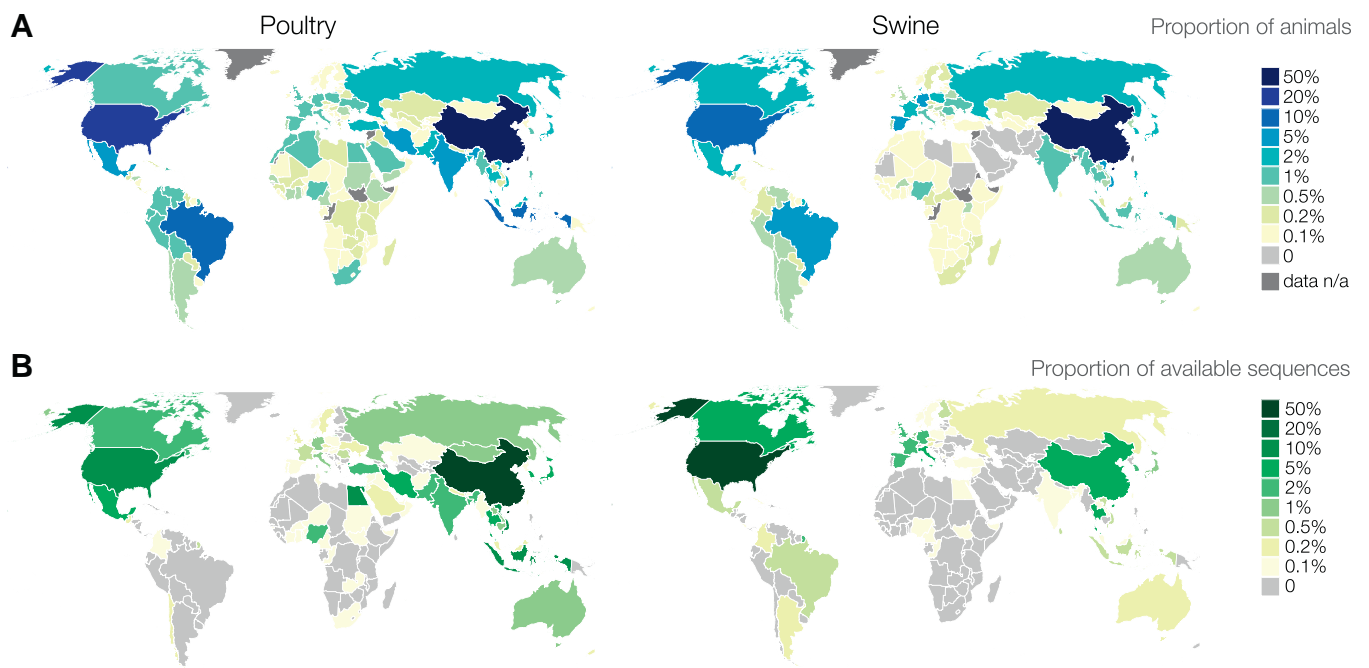 A
Poultry
Swine
Proportion of animals
50%
20%
10%
5%
2%
1%
0.5%
0.2%
0.1%
0
data n/a
B
Proportion of available sequences
50%
20%
10%
5%
2%
1%
0.5%
0.2%
0.1%
0